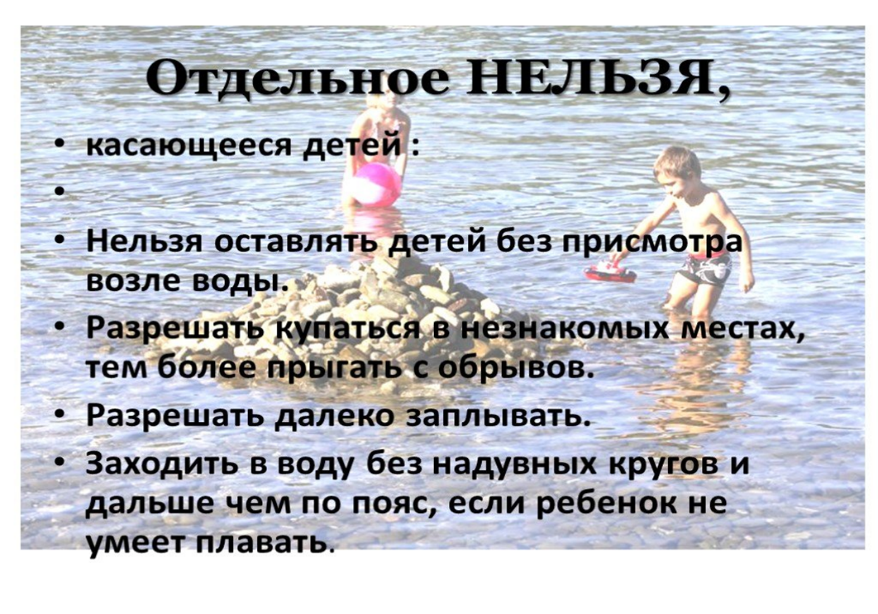 Отдельное НЕЛЬЗЯ,
• касающееся детей :
•
• Нельзя оставлять детей без присмотра
возле воды.
• Разрешать купаться в незнакомых местах,
тем более прыгать с обрывов.
• Разрешать далеко заплывать.
• Заходить в воду без надувных кругов и
дальше чем по пояс, если ребенок не
умеет плавать.